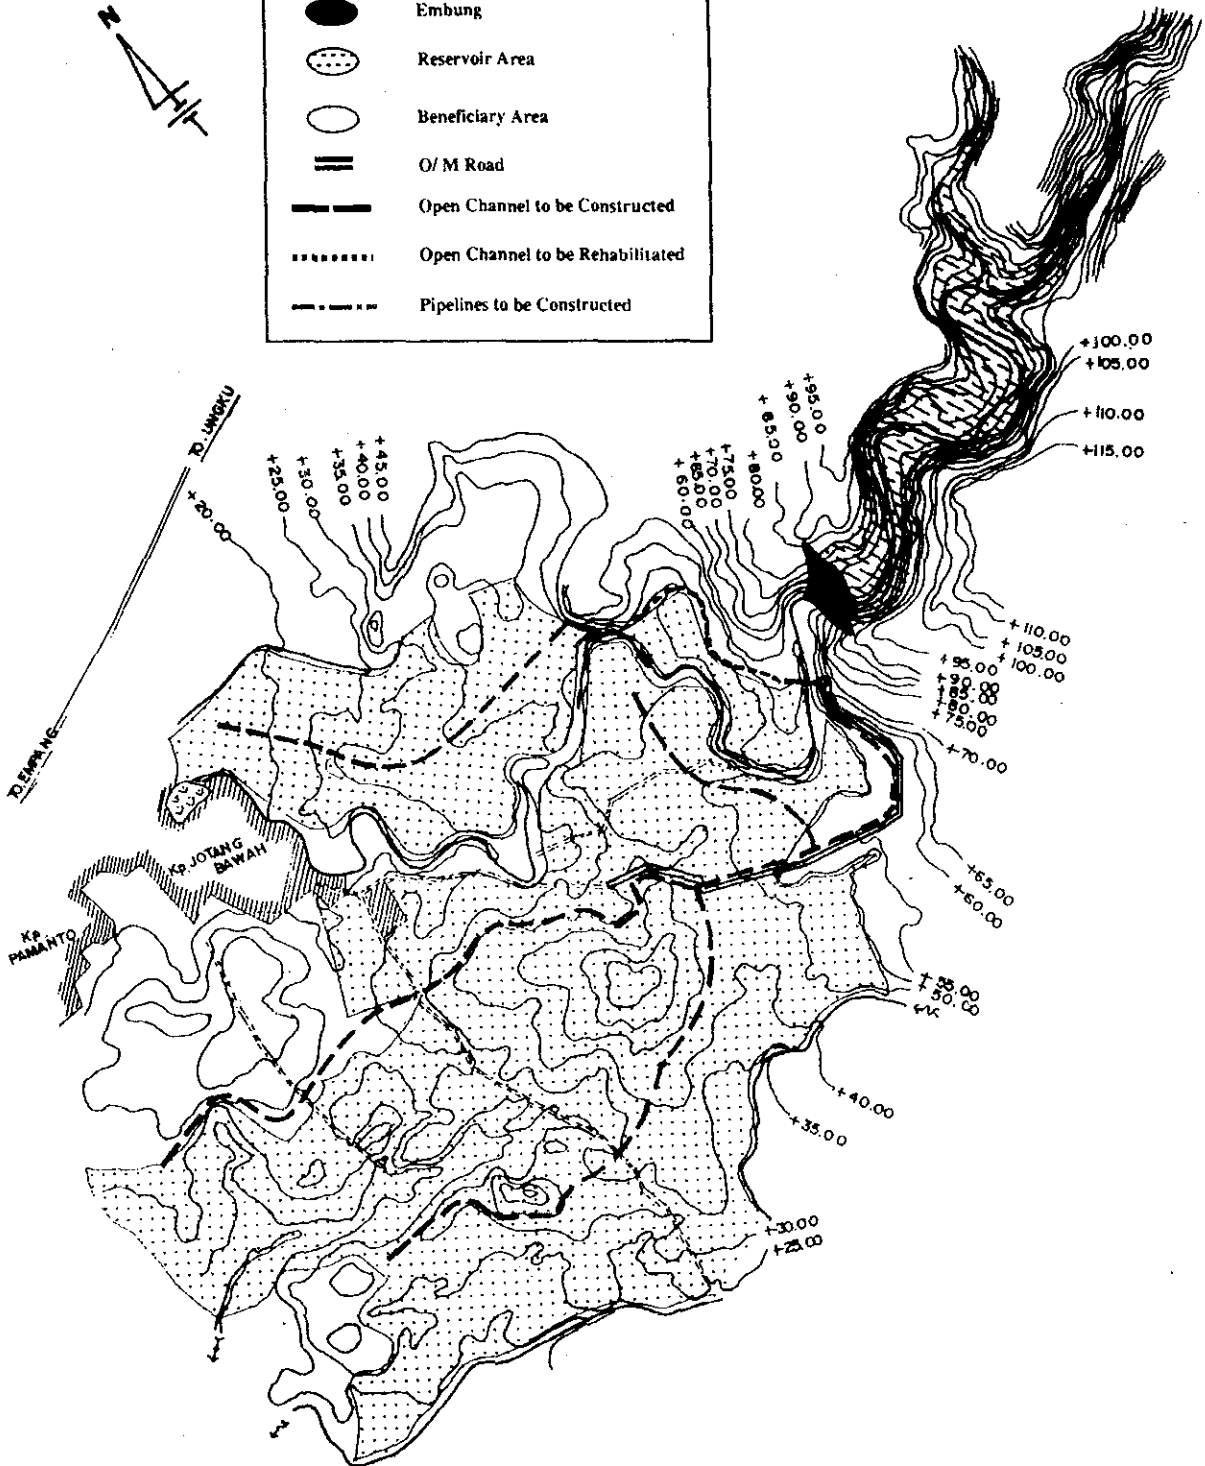 N
Embung
Reservoir Area
Beneficiary Area
O/ M Road
Open Channel to be Constructed
Open Channel to be Rehabilitated
Pipelines to be Constructed
+100.00
+105.00
+110.00
+115.00
TO. UNGKU
+20.00
+25.00
+30.00
+35.00
+40.00
+45.00
+60.00
+65.00
+70.00
+75.00
+80.00
+85.00
+90.00
+95.00
+110.00
+105.00
+100.00
+95.00
+90.00
+85.00
+80.00
+75.00
+70.00
TO. EMPANG
Kp. JOTANG
BAWAH
Kp
PAMANTO
+65.00
+60.00
+55.00
+50.00
+40.00
+35.00
+30.00
+25.00